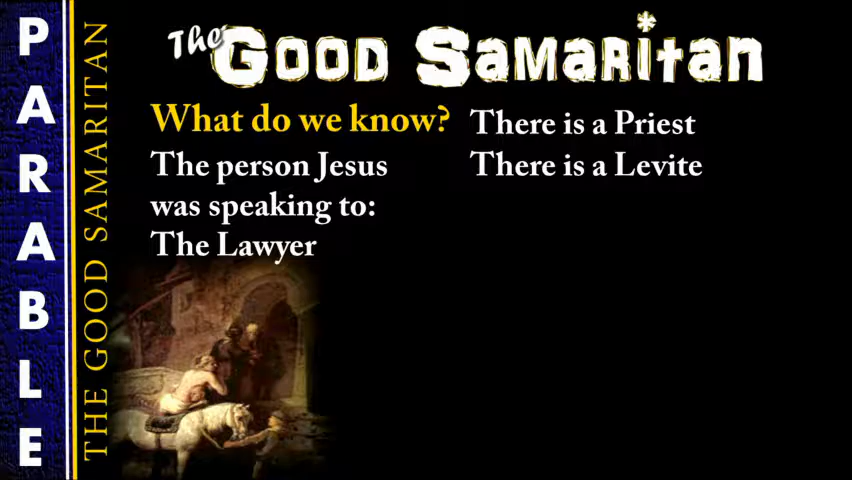 PARABLE
THE GOOD SAMARITAN
The Good Samaritan
What do we know?
The person Jesus
was speaking to:
The Lawyer
There is a Priest
There is a Levite